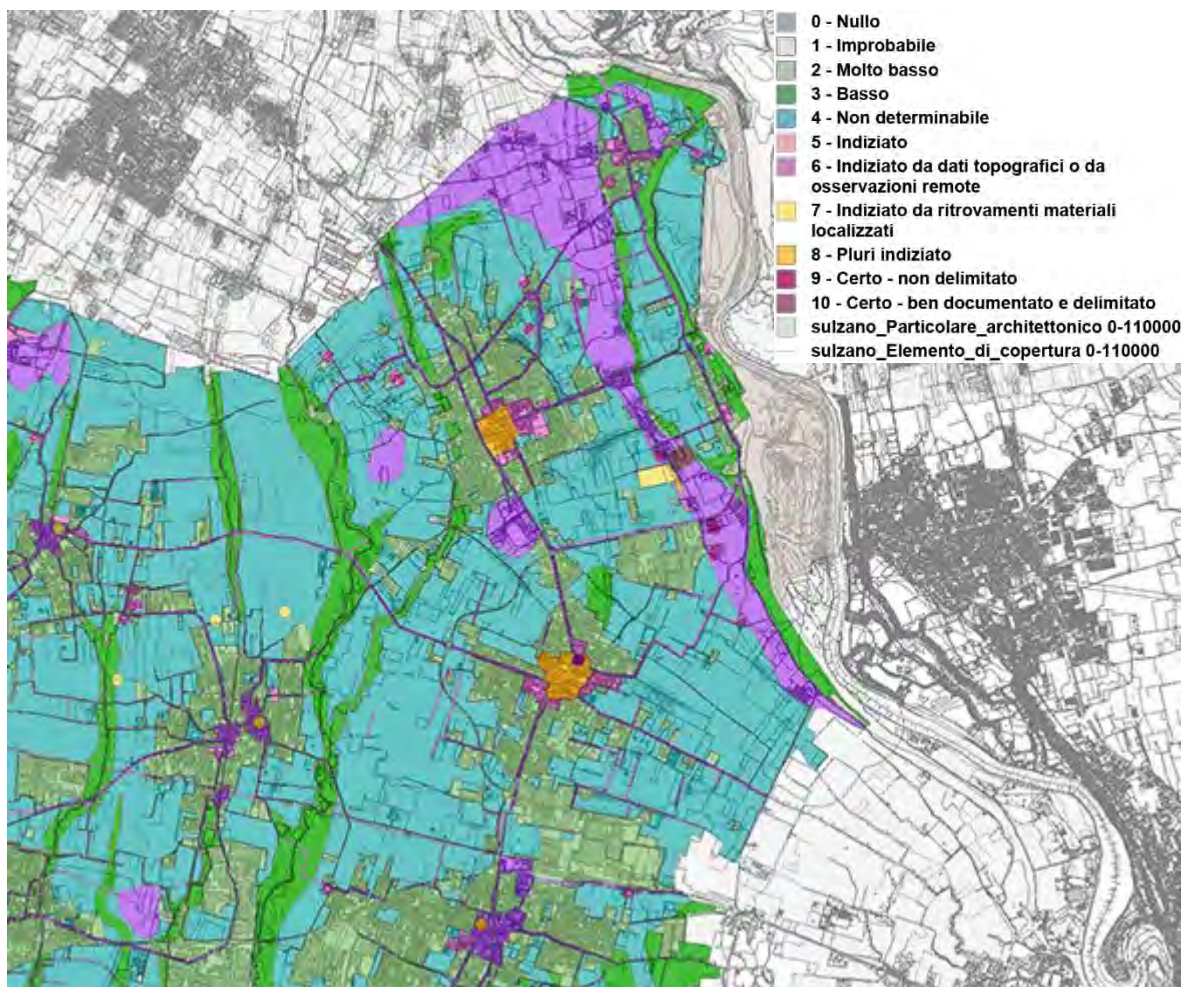 0 - Nullo
1 - Improbabile
2 - Molto basso
3 - Basso
4 - Non determinabile
5 - Indiziato
6 - Indiziato da dati topografici o da
osservazioni remote
7 - Indiziato da ritrovamenti materiali
localizzati
8 - Pluri indiziato
9 - Certo - non delimitato
10 - Certo - ben documentato e delimitato
sulzano_Particolare_architettonico 0-110000
sulzano_Elemento_di_copertura 0-110000